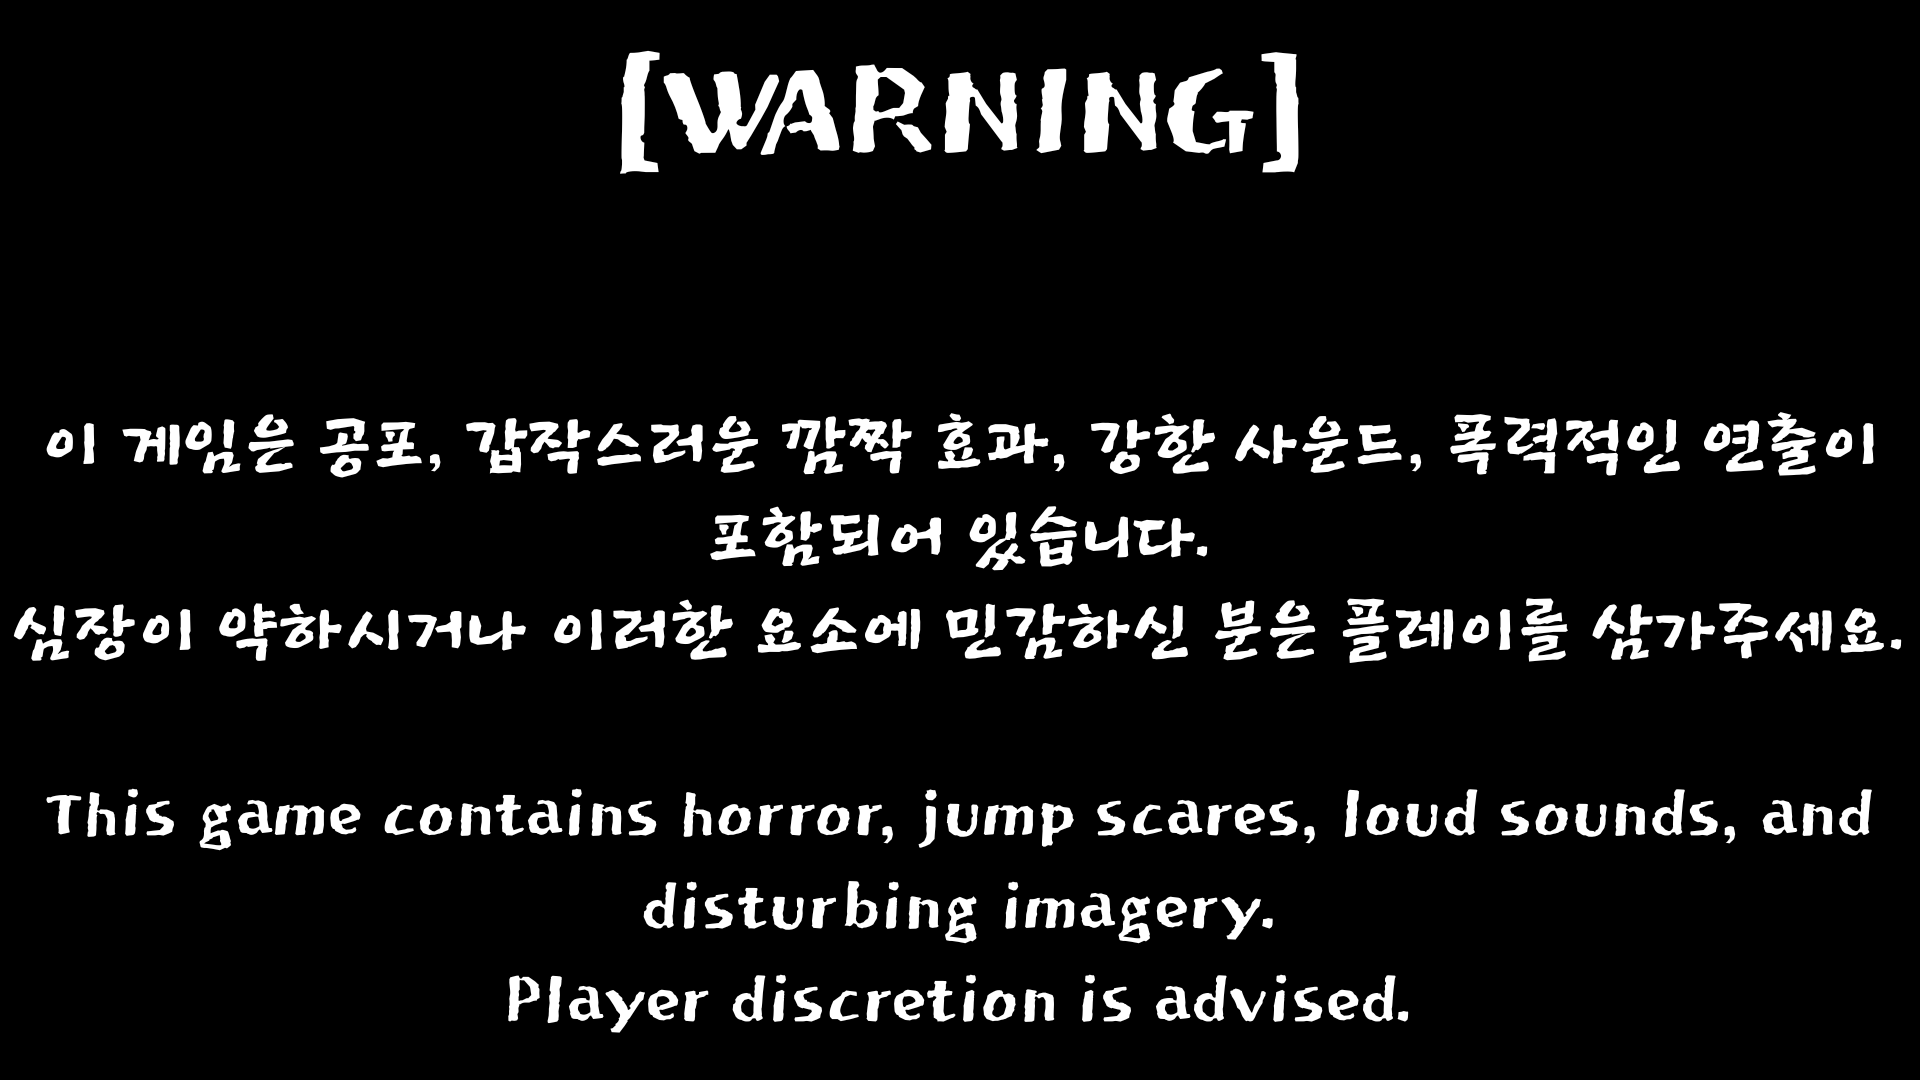 [WARNING]
이 게임은 공포, 갑작스러운 깜짝 효과, 강한 사운드, 폭력적인 연출이
포함되어 있습니다.
심장이 약하시거나 이러한 요소에 민감하신 분은 플레이를 삼가주세요.
This game contains horror, jump scares, loud sounds, and
disturbing imagery.
Player discretion is advised.